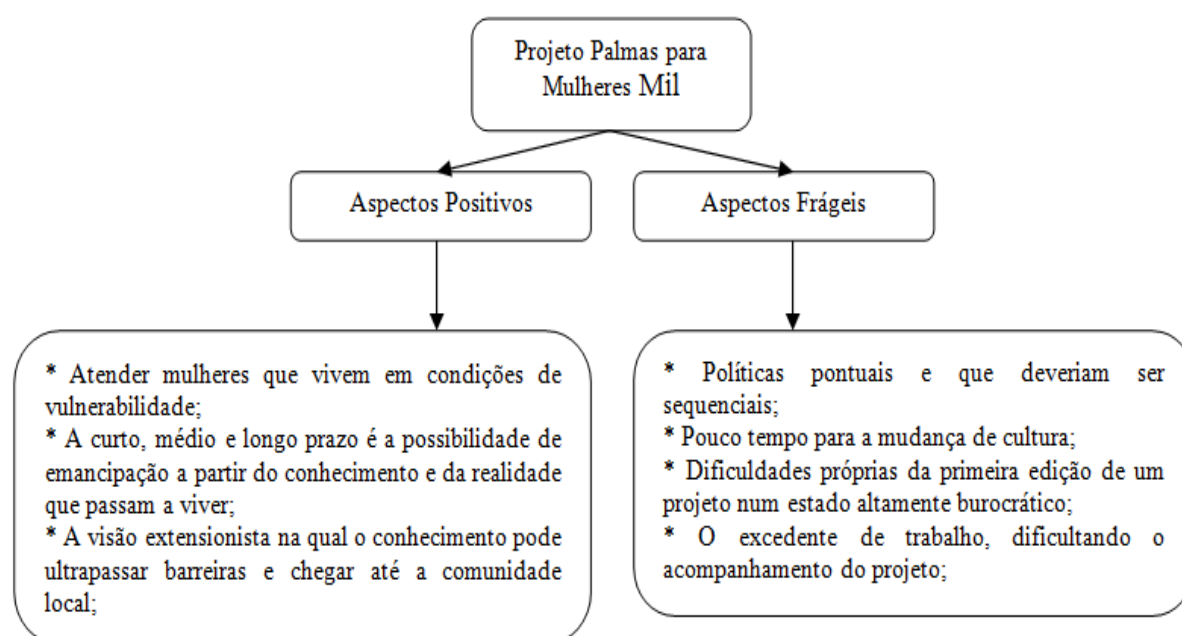 Projeto Palmas para
Mulheres Mil
Aspectos Positivos
Aspectos Frágeis
* Atender mulheres que vivem em condições de
vulnerabilidade;
* A curto, médio e longo prazo é a possibilidade de
emancipação a partir do conhecimento e da realidade
que passam a viver;
* A visão extensionista na qual o conhecimento pode
ultrapassar barreiras e chegar até a comunidade
local;
* Políticas pontuais e que deveriam ser
sequenciais;
* Pouco tempo para a mudança de cultura;
* Dificuldades próprias da primeira edição de um
projeto num estado altamente burocrático;
* O excedente de trabalho, dificultando o
acompanhamento do projeto;